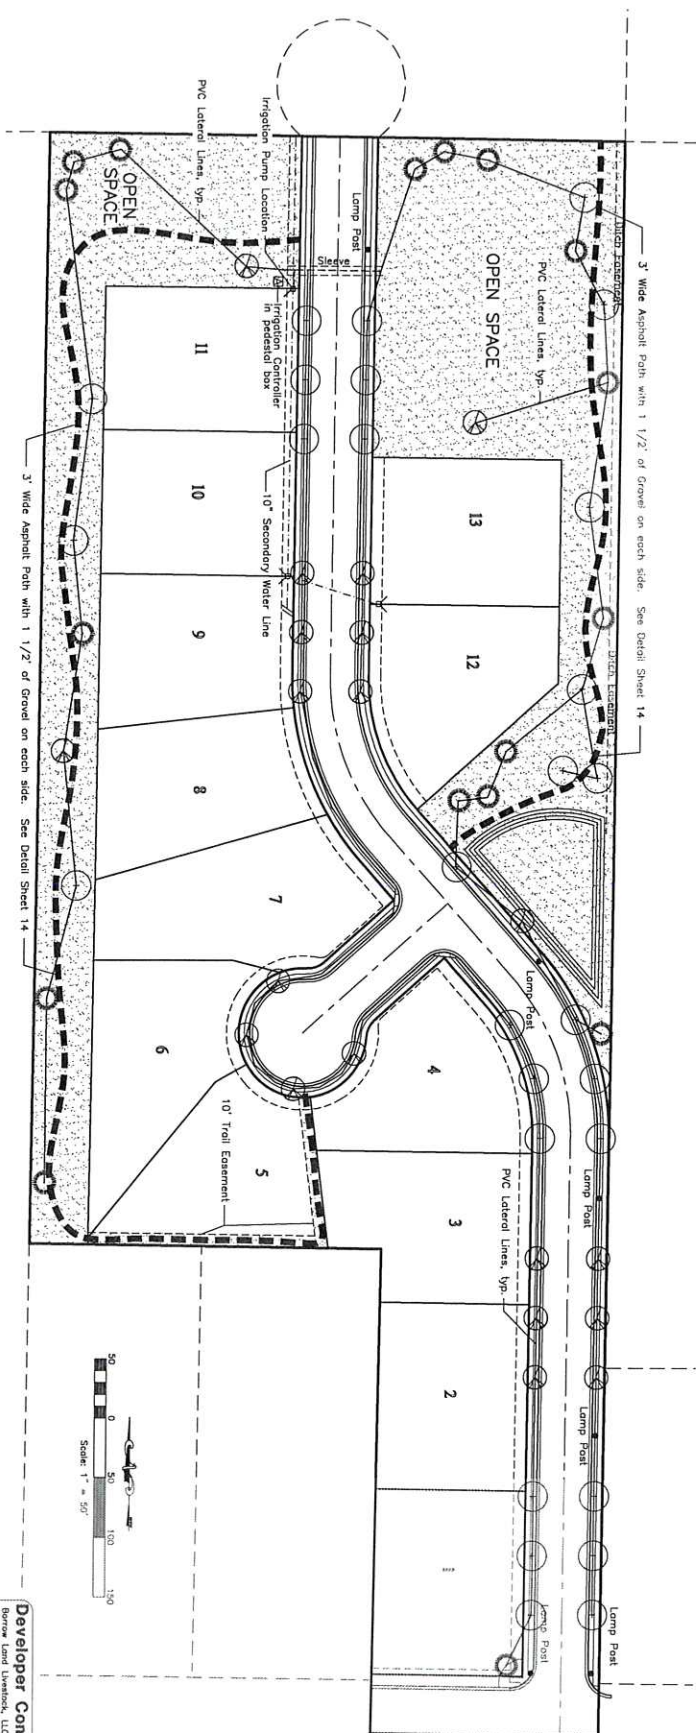 3' Wide Asphalt Path with 1 1/2' of Gravel on each side. See Detail Sheet 14
Ditch Easement
Ditch Easement
PVC Lateral Lines, typ.
OPEN
SPACE
PVC Lateral Lines, typ.
Irrigation Pump Location
Lamp Post
Sleeve
OPEN SPACE
Irrigation Controller
in pedestal box
10" Secondary Water Line
11
10
9
8
7
6
5
4
3
2
1
13
12
10' Trail Easement
PVC Lateral Lines, typ.
Lamp Post
Lamp Post
Lamp Post
Lamp Post
Lamp Post
3' Wide Asphalt Path with 1 1/2' of Gravel on each side. See Detail Sheet 14
50
0
50
100
150
Scale: 1" = 50'
Developer Con
Barrow Land Livestock, LLC